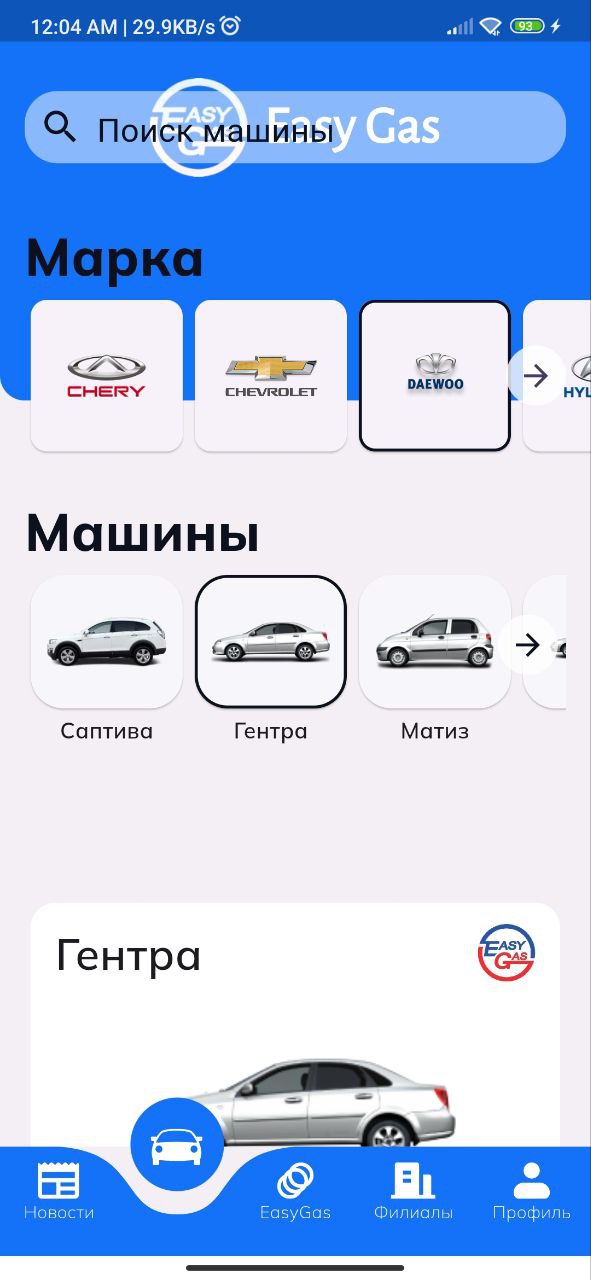 12:04 AM | 29.9KB/s
93
EASY GAS
Easy Gas
Поиск машины
Марка
CHERY
CHEVROLET
DAEWOO
Машины
Саптива
Гентра
Матиз
Гентра
EASY
GAS
Новости
EasyGas
Филиалы
Профиль